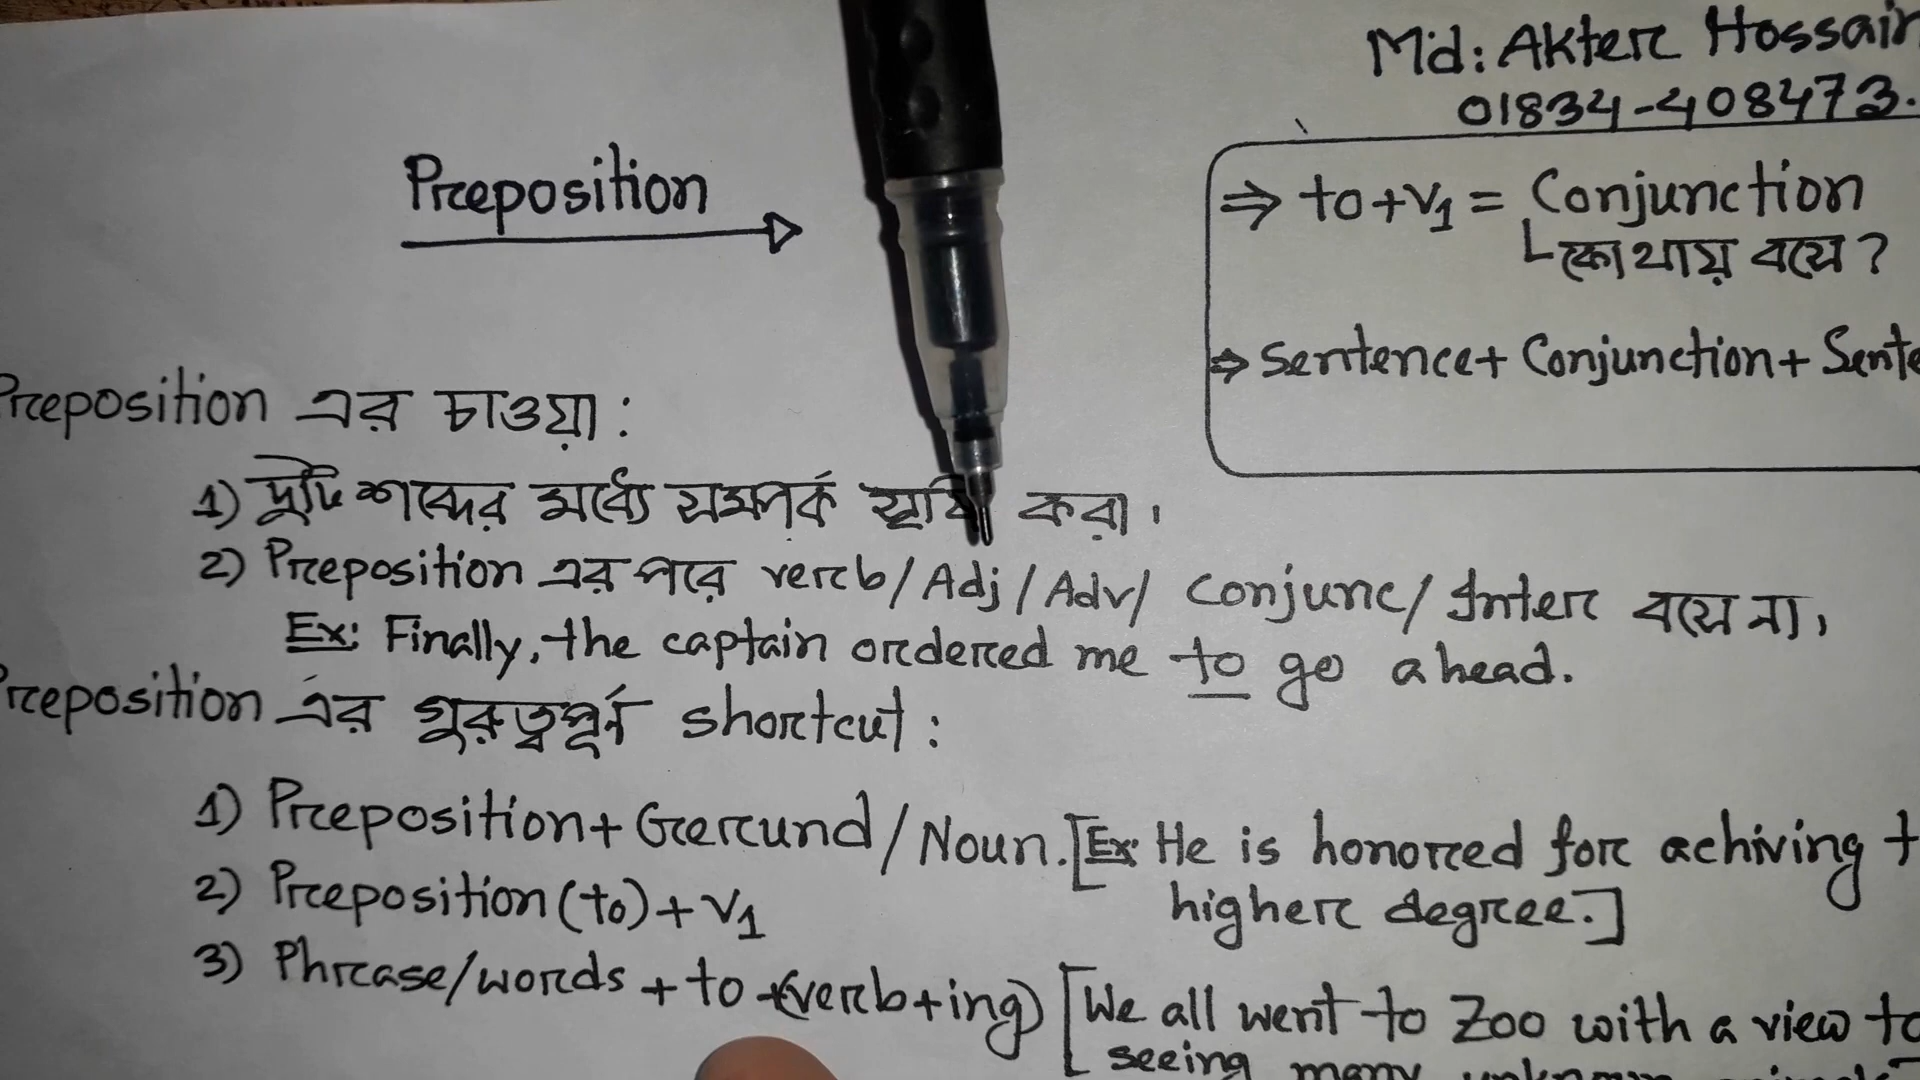 Md: Akter Hossain
01834-408473.
Preposition
⇒ to+v1 = Conjunction
কোথায় বসে?
⇒ Sentence + Conjunction + Sente
Preposition এর চাওয়া:
1) দুটি শব্দের মধ্যে সম্পর্ক করা।
2) Preposition এর পরে verb/Adj/Adv/ Conjunc/ Inter বসে না।
Ex: Finally, the captain ordered me to go ahead.
Preposition এর গুরুত্বপূর্ণ shortcut:
1) Preposition + Gerund/Noun. [Ex: He is honored for achiving t
higher degree.]
2) Preposition (to) + v1
3) Phrase/words + to + (verb+ing) [We all went to Zoo with a view to
seeing many unknown